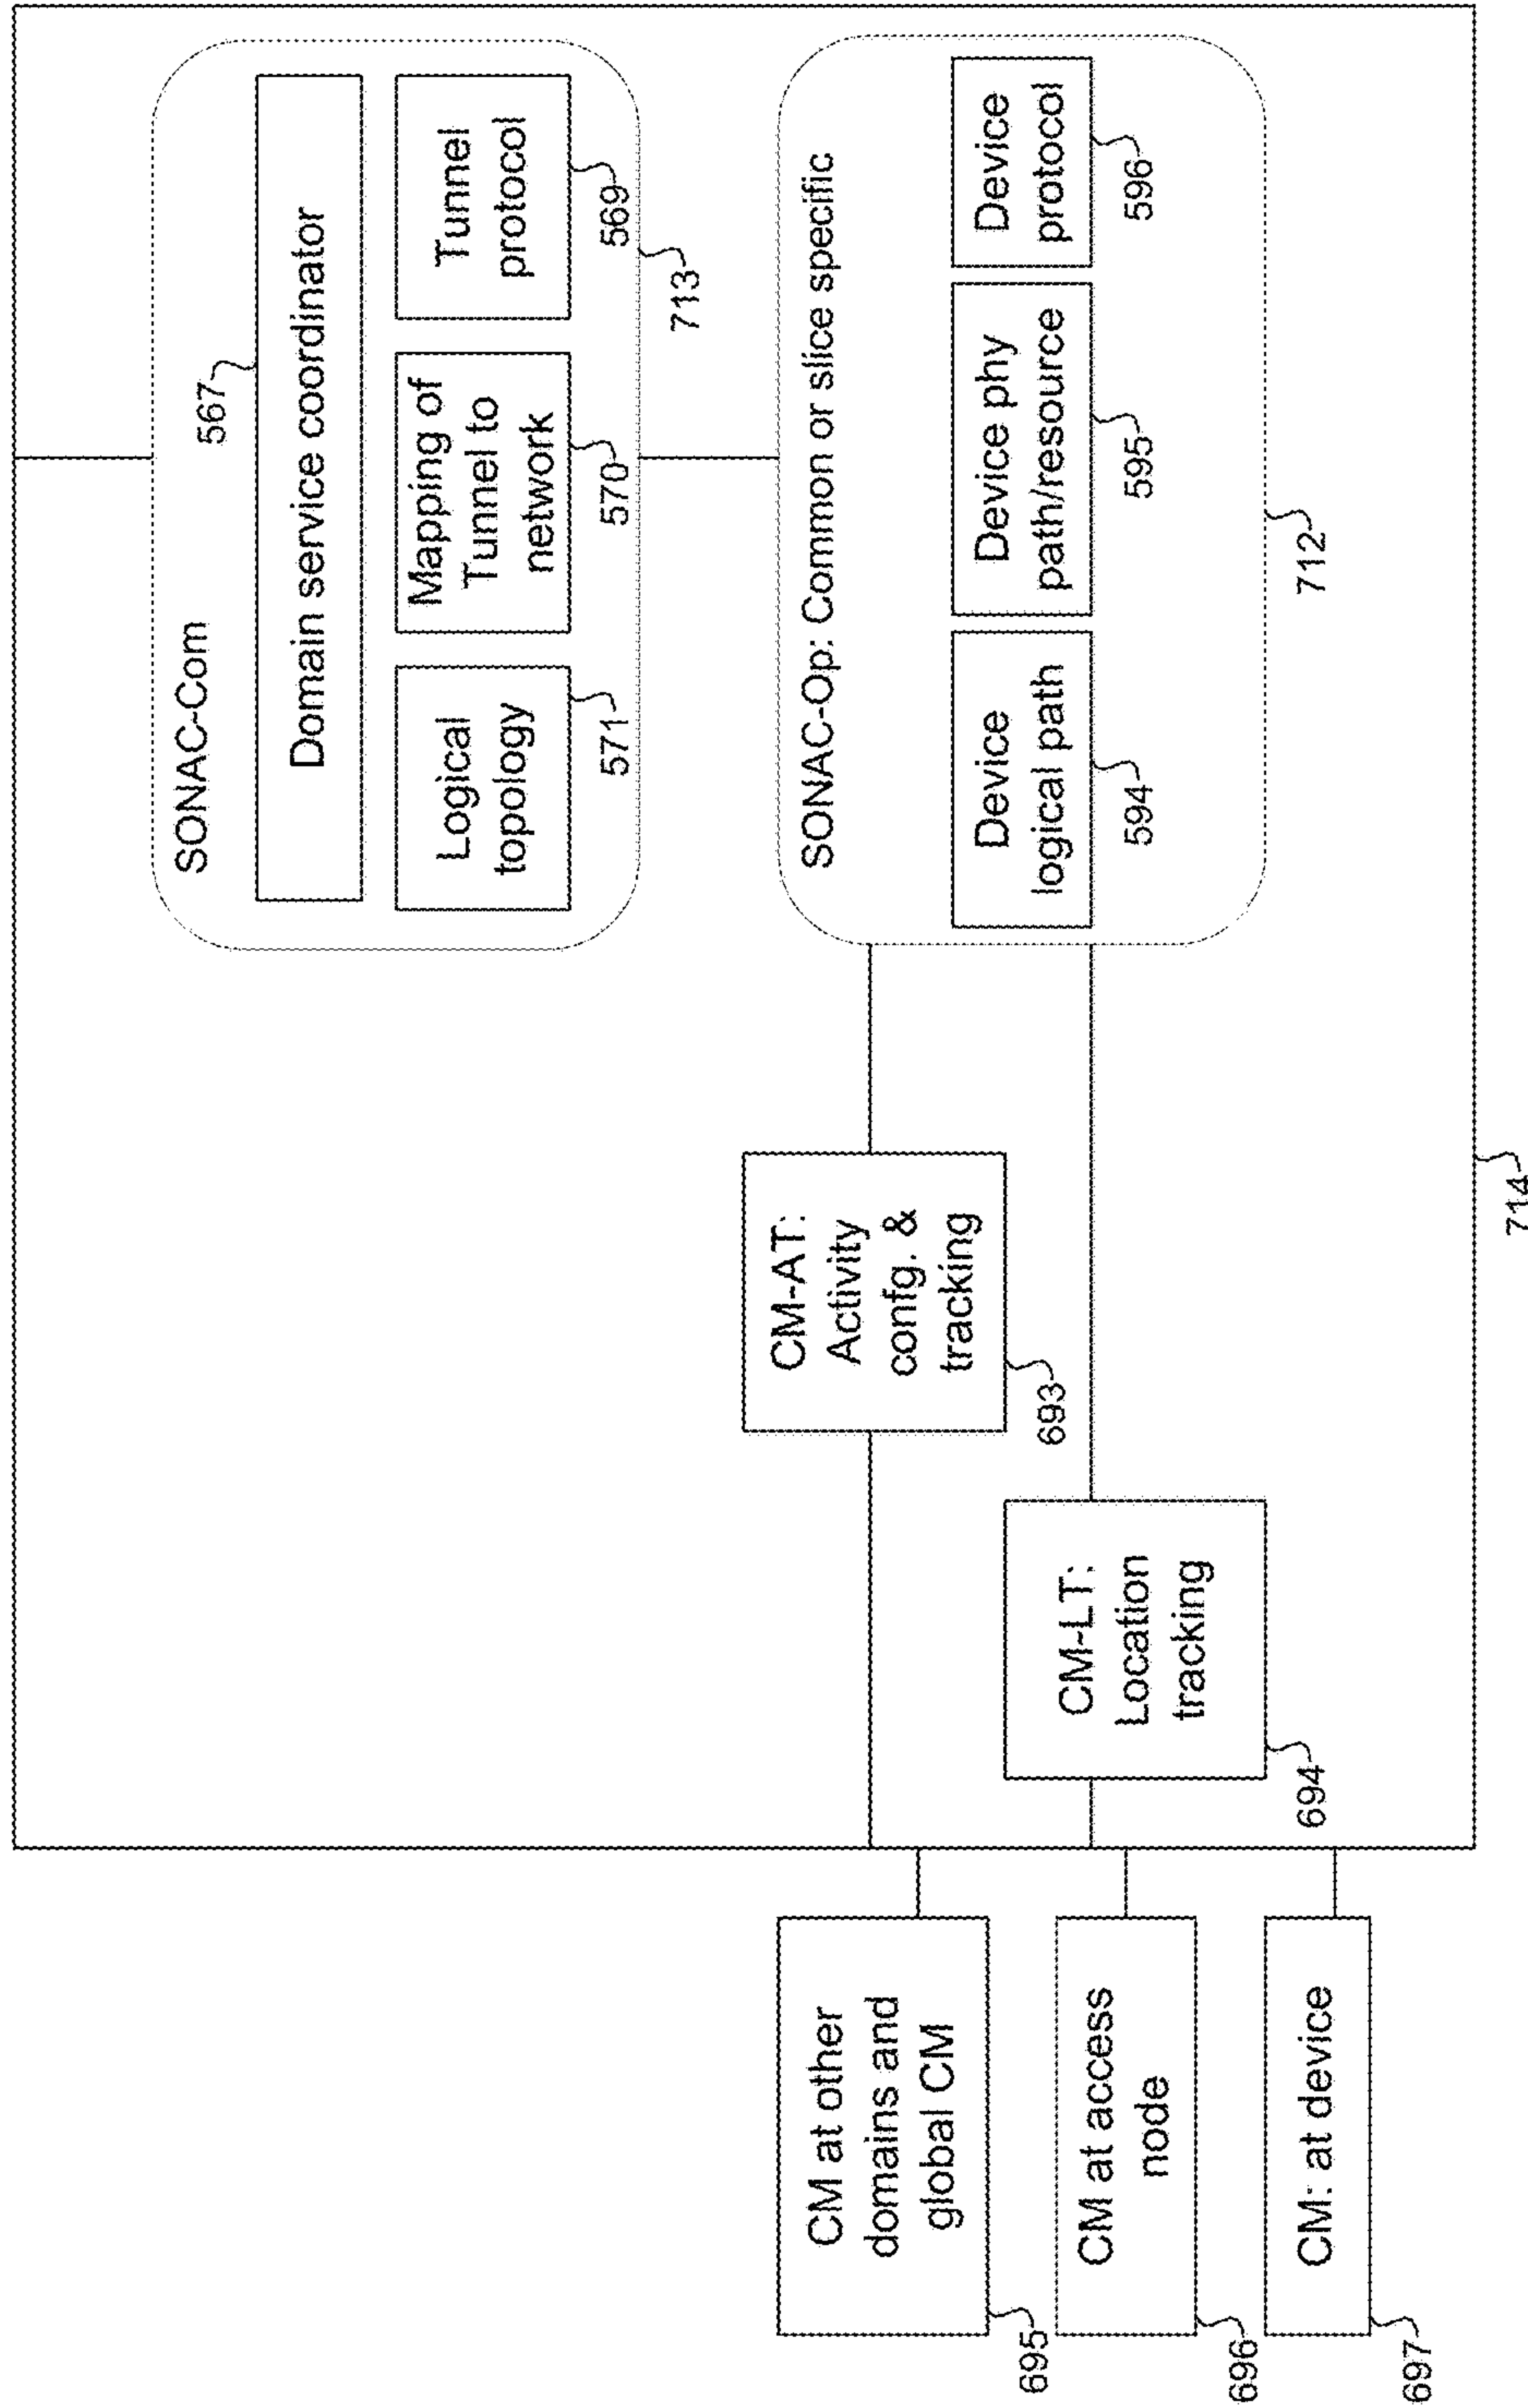 SONAC-Com
567
Domain service coordinator
Logical
topology
571
Mapping of
Tunnel to
network
570
Tunnel
protocol
569
713
SONAC-Op: Common or slice specific
Device
logical path
594
Device phy
path/resource
595
Device
protocol
596
712
CM-AT:
Activity
confg. &
tracking
693
CM-LT:
Location
tracking
694
CM at other
domains and
global CM
695
CM at access
node
696
CM: at device
697
714